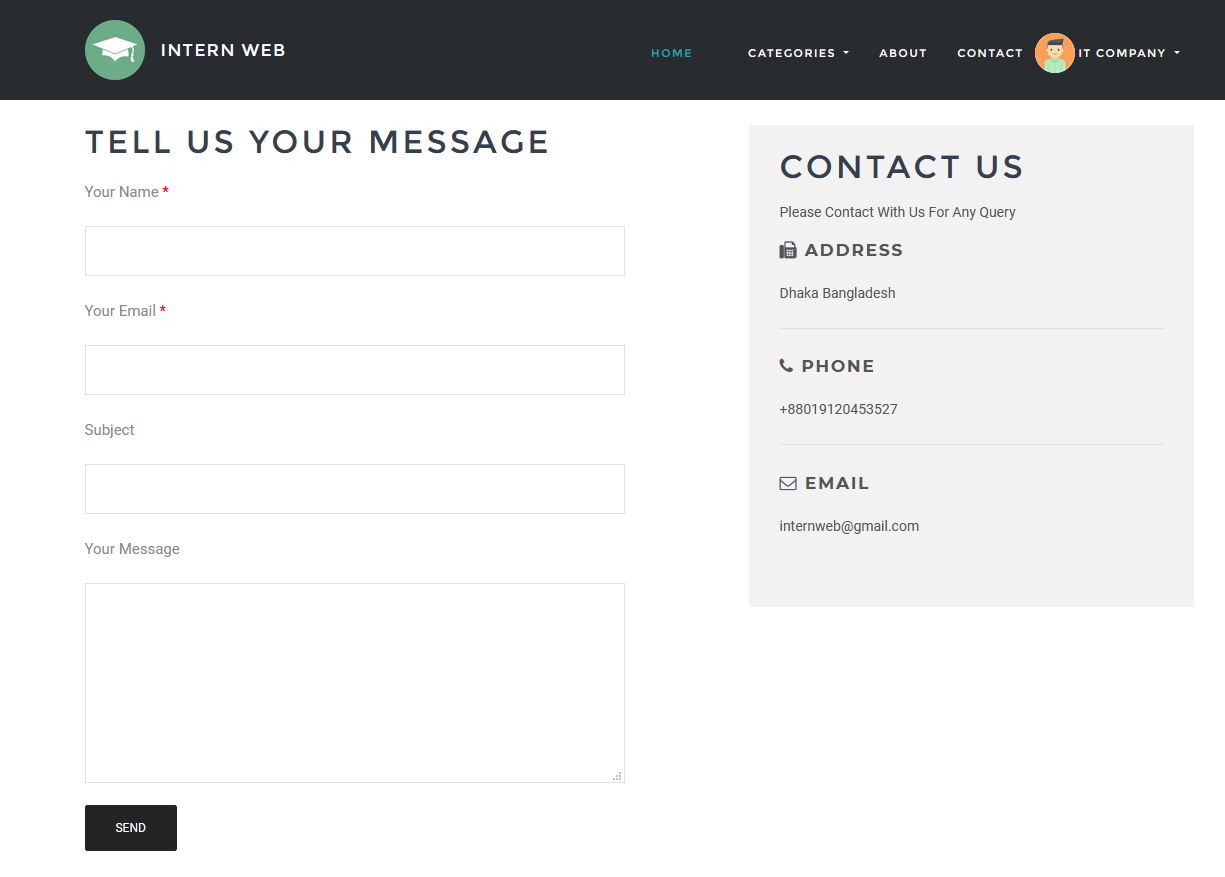 INTERN WEB
HOME
CATEGORIES
ABOUT
CONTACT
IT COMPANY
TELL US YOUR MESSAGE
Your Name *
Your Email *
Subject
Your Message
SEND
CONTACT US
Please Contact With Us For Any Query
ADDRESS
Dhaka Bangladesh
PHONE
+88019120453527
EMAIL
internweb@gmail.com